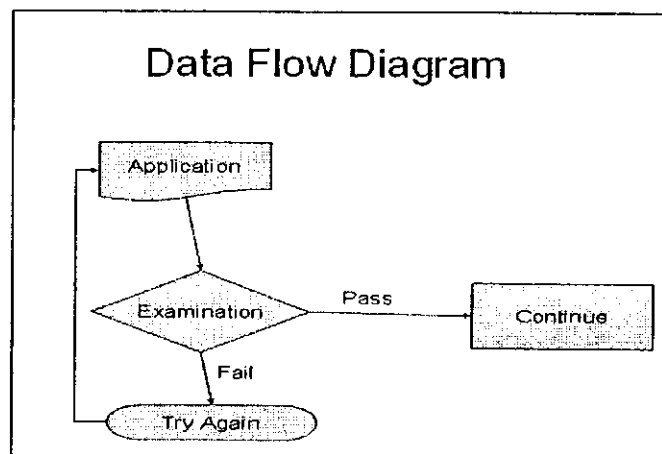 Data Flow Diagram
Application
Examination
Pass
Continue
Fail
Try Again